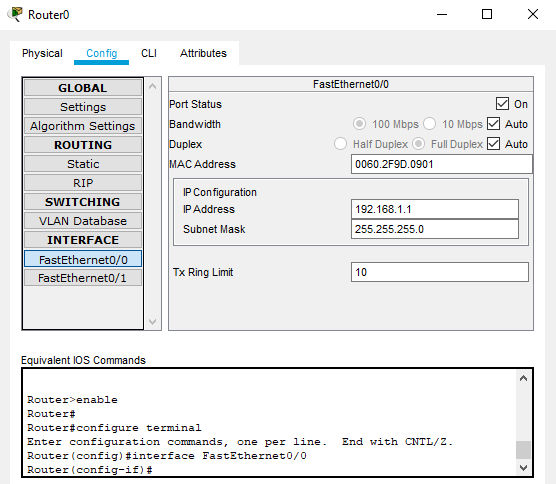 Router0
Physical Config CLI Attributes
GLOBAL
Settings
Algorithm Settings
ROUTING
Static
RIP
SWITCHING
VLAN Database
INTERFACE
FastEthernet0/0
FastEthernet0/1
FastEthernet0/0
Port Status On
Bandwidth 100 Mbps 10 Mbps Auto
Duplex Half Duplex Full Duplex Auto
MAC Address 0060.2F9D.0901
IP Configuration
IP Address 192.168.1.1
Subnet Mask 255.255.255.0
Tx Ring Limit 10
Equivalent IOS Commands
Router>enable
Router#
Router#configure terminal
Enter configuration commands, one per line.  End with CNTL/Z.
Router(config)#interface FastEthernet0/0
Router(config-if)#